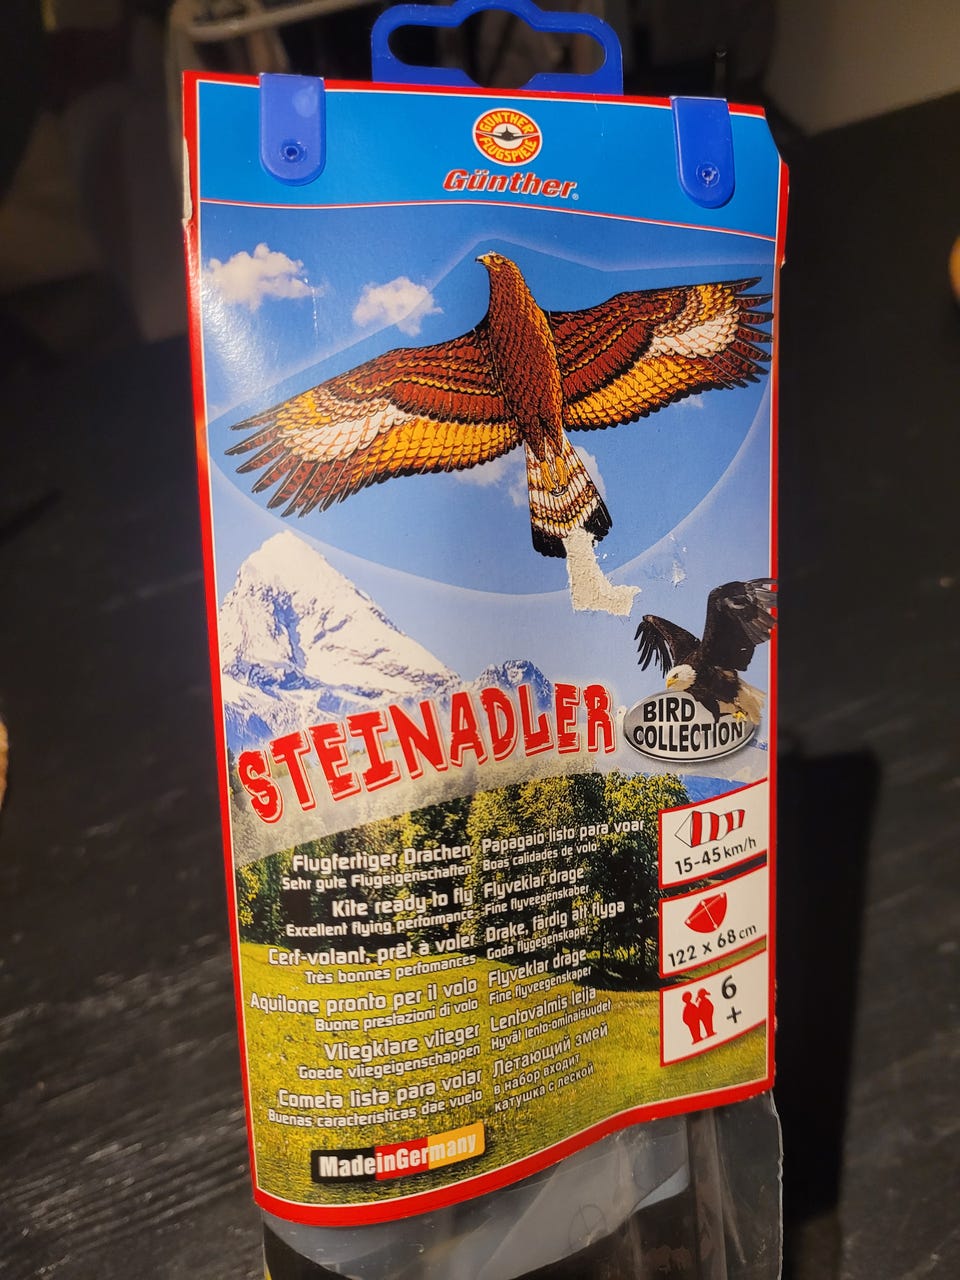 GÜNTHER
FLUGSPIELE
Günther®
STEINADLER
BIRD
COLLECTION
Flugfertiger Drachen
Sehr gute Flugeigenschaften
Kite ready to fly
Excellent flying performance
Cerf-volant, prêt à voler
Très bonnes perfomances
Aquilone pronto per il volo
Buone prestazioni di volo
Vliegklare vlieger
Goede vliegeigenschappen
Cometa lista para volar
Buenas caracteristicas dae vuelo
Papagaio listo para voar
Boas calidades de volo
Flyveklar drage
Fine flyveegenskaber
Drake, färdig att flyga
Goda flygegenskaper
Flyveklar drage
Fine flyveegenskaper
Lentovalmis leija
Hyvät lento-ominaisuudet
Летающий змей
в набор входит
катушка с леской
15-45 km/h
122 x 68 cm
6
+
MadeinGermany